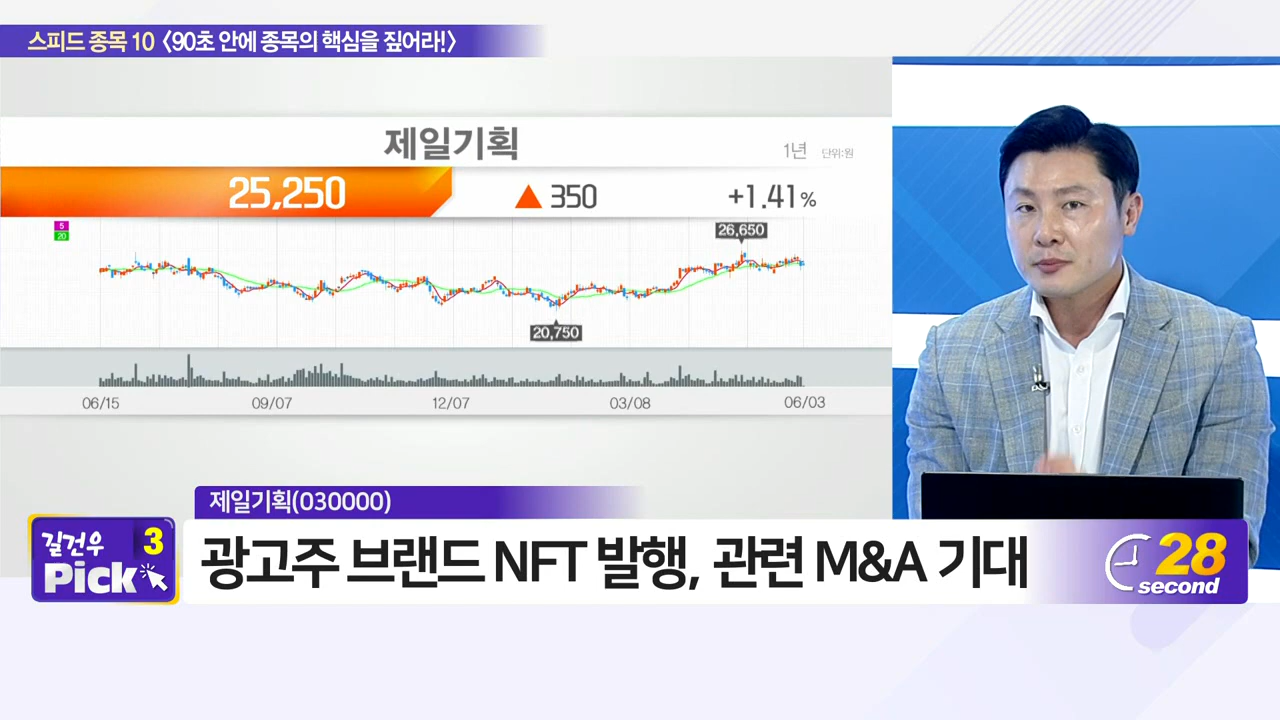 스피드 종목 10 〈90초 안에 종목의 핵심을 짚어라!〉
제일기획
1년 단위:원
25,250 ▲ 350 +1.41%
5
20
26,650
20,750
06/15 09/07 12/07 03/08 06/03
제일기획(030000)
길건우 3
Pick
광고주 브랜드 NFT 발행, 관련 M&A 기대
28
second